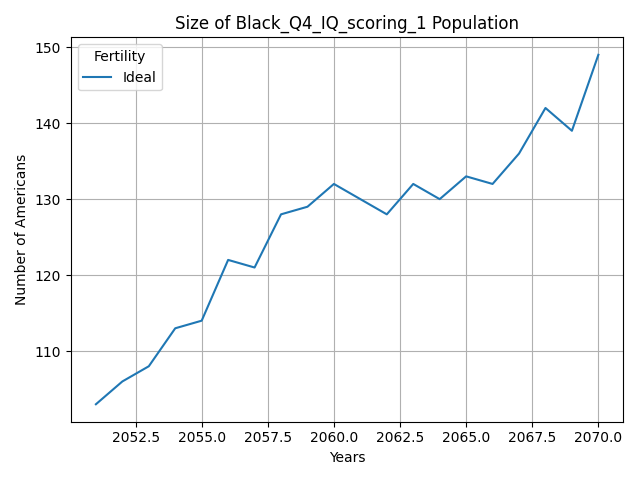 Size of Black_Q4_IQ_scoring_1 Population
Fertility
Ideal
Number of Americans
150
140
130
120
110
2052.5 2055.0 2057.5 2060.0 2062.5 2065.0 2067.5 2070.0
Years